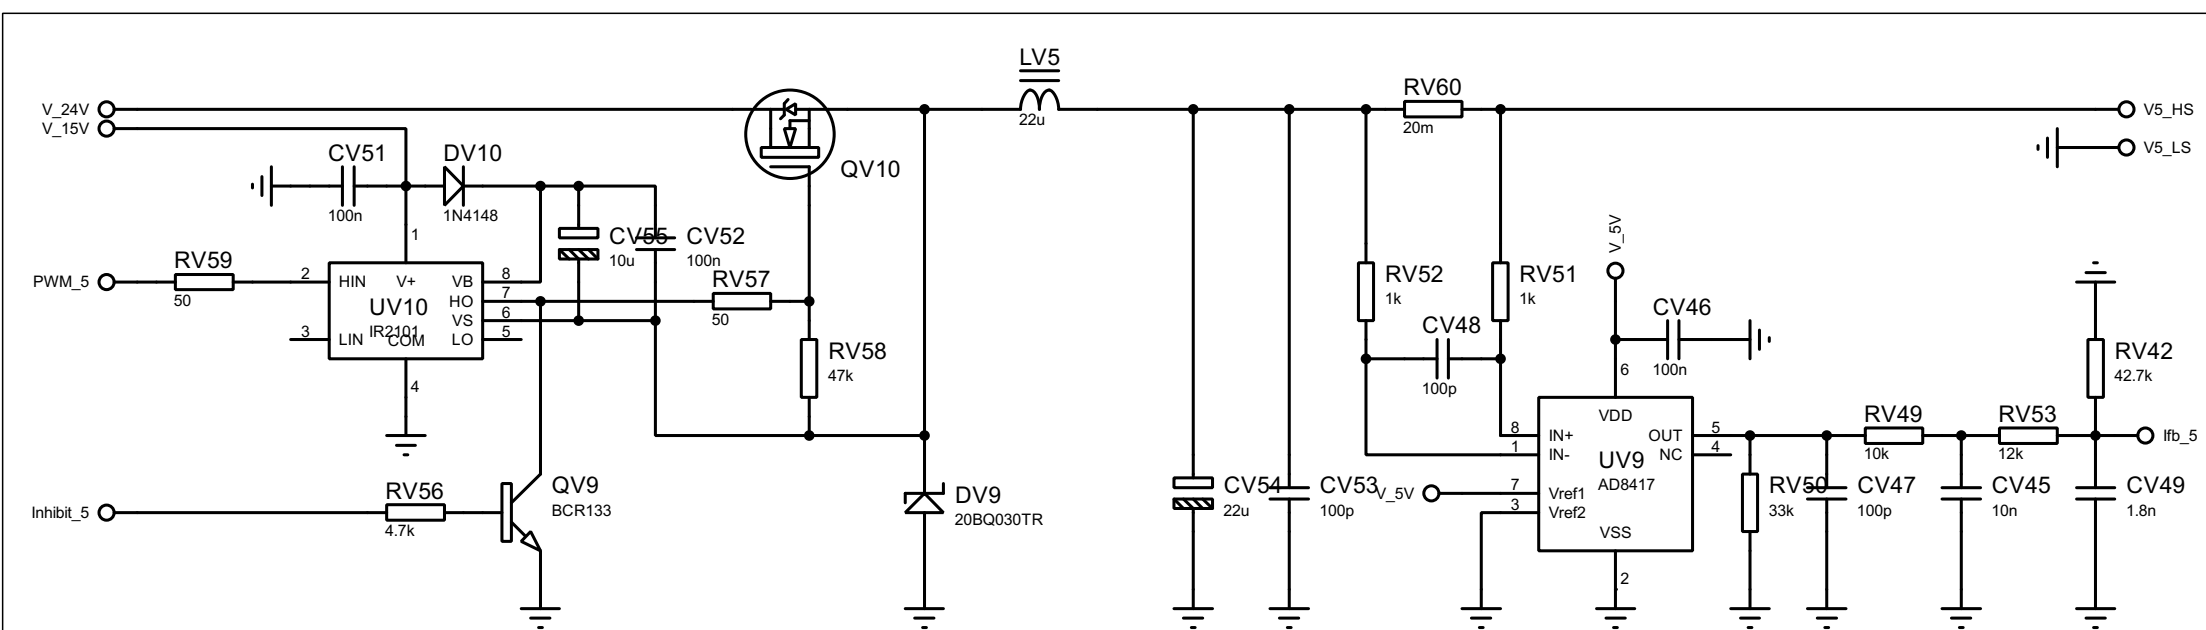 LV5
22u
RV60
20m
V_24V
V_15V
V5_HS
V5_LS
CV51
100n
DV10
1N4148
QV10
1
CV55
10u
CV52
100n
RV59
50
PWM_5
2
HIN
V+
VB
8
HO
7
UV10
VS
6
IR2101
3
LIN
COM
LO
5
4
RV57
50
RV58
47k
RV52
1k
RV51
1k
CV48
100p
V_5V
CV46
100n
6
RV42
42.7k
VDD
8
IN+
1
IN-
OUT
5
NC
4
UV9
AD8417
V_5V
7
Vref1
3
Vref2
VSS
2
RV49
10k
RV53
12k
Ifb_5
RV50
33k
CV47
100p
CV45
10n
CV49
1.8n
Inhibit_5
RV56
4.7k
QV9
BCR133
DV9
20BQ030TR
CV54
22u
CV53
100p